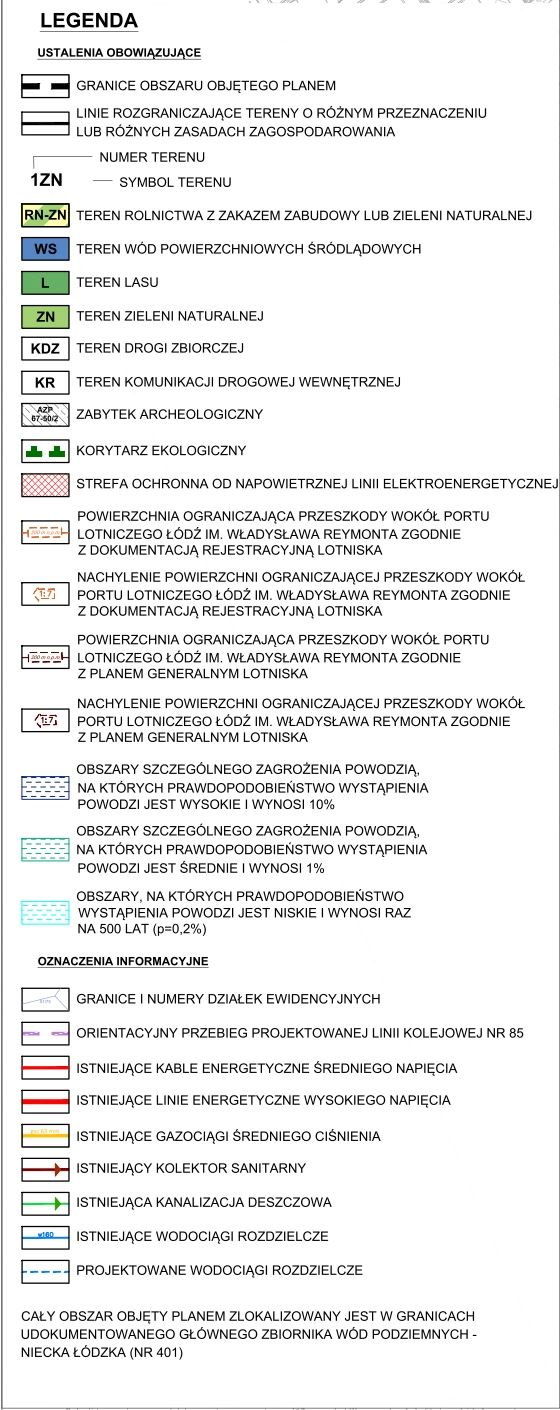 LEGENDA
USTALENIA OBOWIĄZUJĄCE
GRANICE OBSZARU OBJĘTEGO PLANEM
LINIE ROZGRANICZAJĄCE TERENY O RÓŻNYM PRZEZNACZENIU
LUB RÓŻNYCH ZASADACH ZAGOSPODAROWANIA
NUMER TERENU
1ZN SYMBOL TERENU
RN-ZN TEREN ROLNICTWA Z ZAKAZEM ZABUDOWY LUB ZIELENI NATURALNEJ
WS TEREN WÓD POWIERZCHNIOWYCH ŚRÓDLĄDOWYCH
L TEREN LASU
ZN TEREN ZIELENI NATURALNEJ
KDZ TEREN DROGI ZBIORCZEJ
KR TEREN KOMUNIKACJI DROGOWEJ WEWNĘTRZNEJ
AZP
67-50/2
ZABYTEK ARCHEOLOGICZNY
KORYTARZ EKOLOGICZNY
STREFA OCHRONNA OD NAPOWIETRZNEJ LINII ELEKTROENERGETYCZNEJ
POWIERZCHNIA OGRANICZAJĄCA PRZESZKODY WOKÓŁ PORTU
LOTNICZEGO ŁÓDŹ IM. WŁADYSŁAWA REYMONTA ZGODNIE
Z DOKUMENTACJĄ REJESTRACYJNĄ LOTNISKA
NACHYLENIE POWIERZCHNI OGRANICZAJĄCEJ PRZESZKODY WOKÓŁ
1:7 PORTU LOTNICZEGO ŁÓDŹ IM. WŁADYSŁAWA REYMONTA ZGODNIE
Z DOKUMENTACJĄ REJESTRACYJNĄ LOTNISKA
POWIERZCHNIA OGRANICZAJĄCA PRZESZKODY WOKÓŁ PORTU
LOTNICZEGO ŁÓDŹ IM. WŁADYSŁAWA REYMONTA ZGODNIE
Z PLANEM GENERALNYM LOTNISKA
NACHYLENIE POWIERZCHNI OGRANICZAJĄCEJ PRZESZKODY WOKÓŁ
1:7 PORTU LOTNICZEGO ŁÓDŹ IM. WŁADYSŁAWA REYMONTA ZGODNIE
Z PLANEM GENERALNYM LOTNISKA
OBSZARY SZCZEGÓLNEGO ZAGROŻENIA POWODZIĄ,
NA KTÓRYCH PRAWDOPODOBIEŃSTWO WYSTĄPIENIA
POWODZI JEST WYSOKIE I WYNOSI 10%
OBSZARY SZCZEGÓLNEGO ZAGROŻENIA POWODZIĄ,
NA KTÓRYCH PRAWDOPODOBIEŃSTWO WYSTĄPIENIA
POWODZI JEST ŚREDNIE I WYNOSI 1%
OBSZARY, NA KTÓRYCH PRAWDOPODOBIEŃSTWO
WYSTĄPIENIA POWODZI JEST NISKIE I WYNOSI RAZ
NA 500 LAT (p=0,2%)
OZNACZENIA INFORMACYJNE
GRANICE I NUMERY DZIAŁEK EWIDENCYJNYCH
ORIENTACYJNY PRZEBIEG PROJEKTOWANEJ LINII KOLEJOWEJ NR 85
ISTNIEJĄCE KABLE ENERGETYCZNE ŚREDNIEGO NAPIĘCIA
ISTNIEJĄCE LINIE ENERGETYCZNE WYSOKIEGO NAPIĘCIA
ISTNIEJĄCE GAZOCIĄGI ŚREDNIEGO CIŚNIENIA
ISTNIEJĄCY KOLEKTOR SANITARNY
ISTNIEJĄCA KANALIZACJA DESZCZOWA
w160 ISTNIEJĄCE WODOCIĄGI ROZDZIELCZE
PROJEKTOWANE WODOCIĄGI ROZDZIELCZE
CAŁY OBSZAR OBJĘTY PLANEM ZLOKALIZOWANY JEST W GRANICACH
UDOKUMENTOWANEGO GŁÓWNEGO ZBIORNIKA WÓD PODZIEMNYCH -
NIECKA ŁÓDZKA (NR 401)